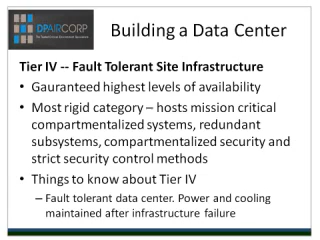 DPAIRCORP
Building a Data Center
Tier IV -- Fault Tolerant Site Infrastructure
• Gauranteed highest levels of availability
• Most rigid category – hosts mission critical
compartmentalized systems, redundant
subsystems, compartmentalized security and
strict security control methods
• Things to know about Tier IV
– Fault tolerant data center. Power and cooling
maintained after infrastructure failure